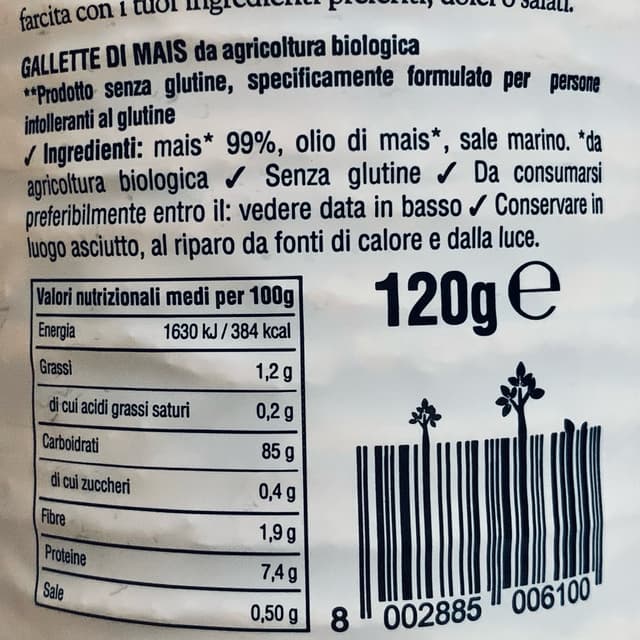 farcita con i tuoi
GALLETTE DI MAIS da agricoltura biologica
**Prodotto senza glutine, specificamente formulato per persone
intolleranti al glutine
✓ Ingredienti: mais* 99%, olio di mais*, sale marino. *da
agricoltura biologica ✓ Senza glutine ✓ Da consumarsi
preferibilmente entro il: vedere data in basso ✓ Conservare in
luogo asciutto, al riparo da fonti di calore e dalla luce.
Valori nutrizionali medi per 100g
Energia 1630 kJ / 384 kcal
Grassi 1,2 g
di cui acidi grassi saturi 0,2 g
Carboidrati 85 g
di cui zuccheri 0,4 g
Fibre 1,9 g
Proteine 7,4 g
Sale 0,50 g
120g e
8 002885 006100